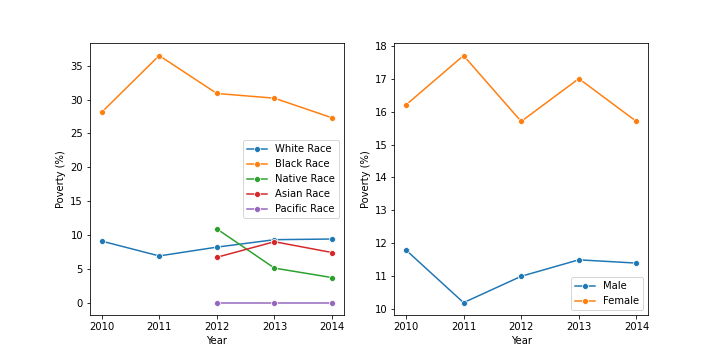 35
30
25
20
15
10
5
0
Poverty (%)
2010 2011 2012 2013 2014
Year
White Race
Black Race
Native Race
Asian Race
Pacific Race
18
17
16
15
14
13
12
11
10
Poverty (%)
2010 2011 2012 2013 2014
Year
Male
Female